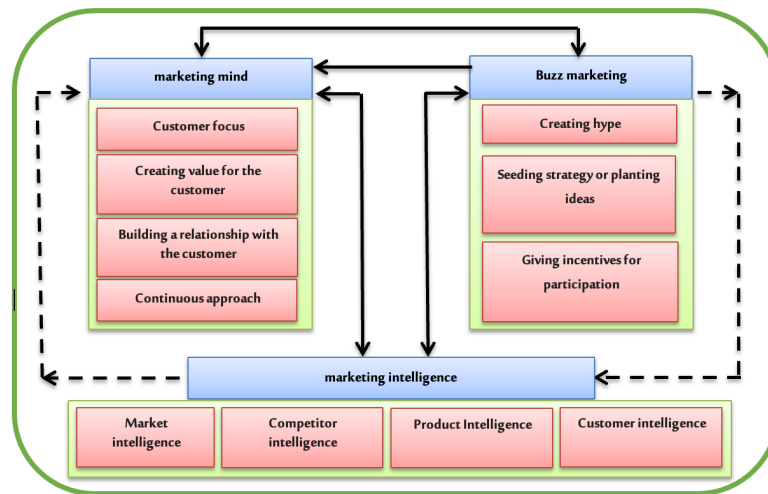 marketing mind
Customer focus
Creating value for the
customer
Building a relationship with
the customer
Continuous approach
Buzz marketing
Creating hype
Seeding strategy or planting
ideas
Giving incentives for
participation
marketing intelligence
Market
intelligence
Competitor
intelligence
Product Intelligence
Customer intelligence